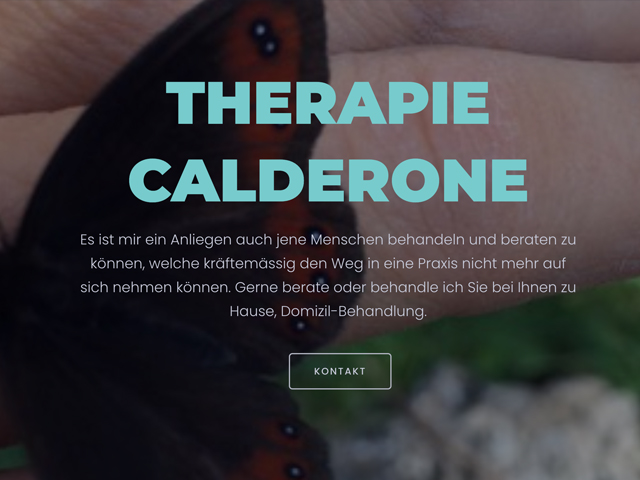 THERAPIE
CALDERONE
Es ist mir ein Anliegen auch jene Menschen behandeln und beraten zu
können, welche kräftemässig den Weg in eine Praxis nicht mehr auf
sich nehmen können. Gerne berate oder behandle ich Sie bei Ihnen zu
Hause, Domizil-Behandlung.
KONTAKT